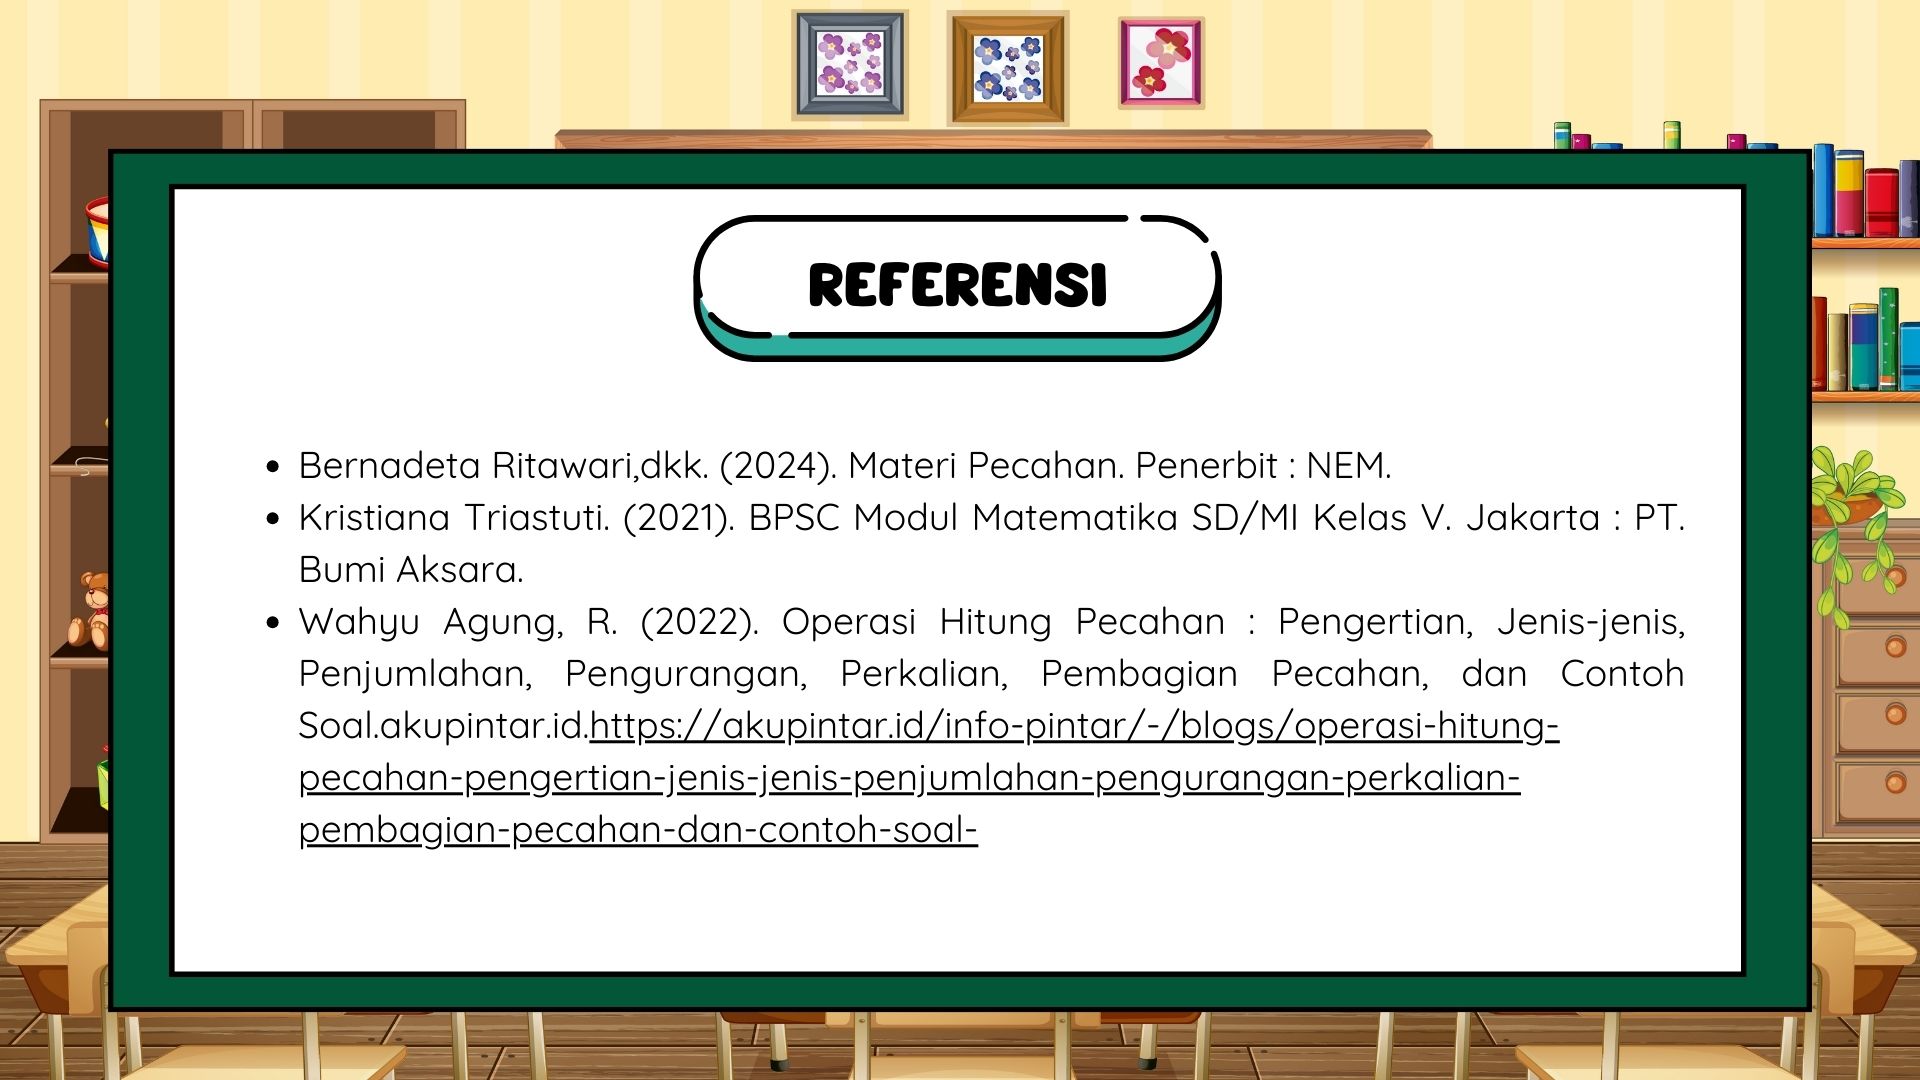 REFERENSI
• Bernadeta Ritawari,dkk. (2024). Materi Pecahan. Penerbit : NEM.
• Kristiana Triastuti. (2021). BPSC Modul Matematika SD/MI Kelas V. Jakarta : PT.
Bumi Aksara.
• Wahyu Agung, R. (2022). Operasi Hitung Pecahan : Pengertian, Jenis-jenis,
Penjumlahan, Pengurangan, Perkalian, Pembagian Pecahan, dan Contoh
Soal.akupintar.id.https://akupintar.id/info-pintar/-/blogs/operasi-hitung-
pecahan-pengertian-jenis-jenis-penjumlahan-pengurangan-perkalian-
pembagian-pecahan-dan-contoh-soal-